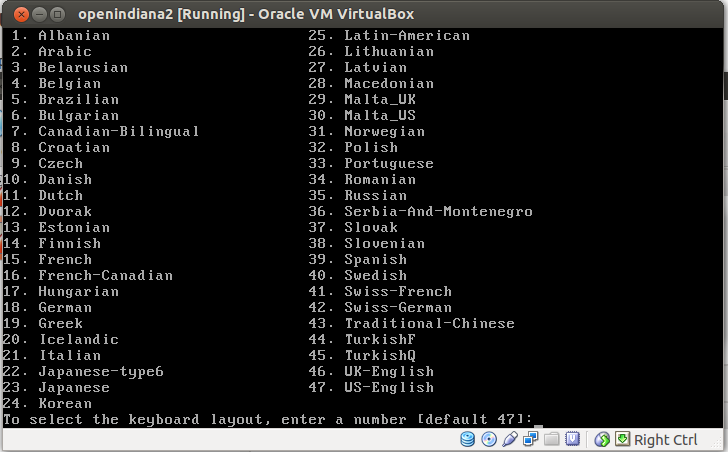 openindiana2 [Running] - Oracle VM VirtualBox
1. Albanian 25. Latin-American
2. Arabic 26. Lithuanian
3. Belarusian 27. Latvian
4. Belgian 28. Macedonian
5. Brazilian 29. Malta_UK
6. Bulgarian 30. Malta_US
7. Canadian-Bilingual 31. Norwegian
8. Croatian 32. Polish
9. Czech 33. Portuguese
10. Danish 34. Romanian
11. Dutch 35. Russian
12. Dvorak 36. Serbia-And-Montenegro
13. Estonian 37. Slovak
14. Finnish 38. Slovenian
15. French 39. Spanish
16. French-Canadian 40. Swedish
17. Hungarian 41. Swiss-French
18. German 42. Swiss-German
19. Greek 43. Traditional-Chinese
20. Icelandic 44. TurkishF
21. Italian 45. TurkishQ
22. Japanese-type6 46. UK-English
23. Japanese 47. US-English
24. Korean
To select the keyboard layout, enter a number [default 47]:_
Right Ctrl